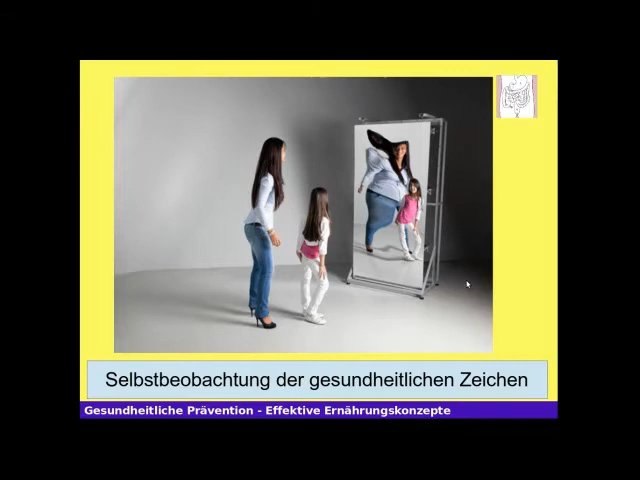 Selbstbeobachtung der gesundheitlichen Zeichen
Gesundheitliche Prävention - Effektive Ernährungskonzepte